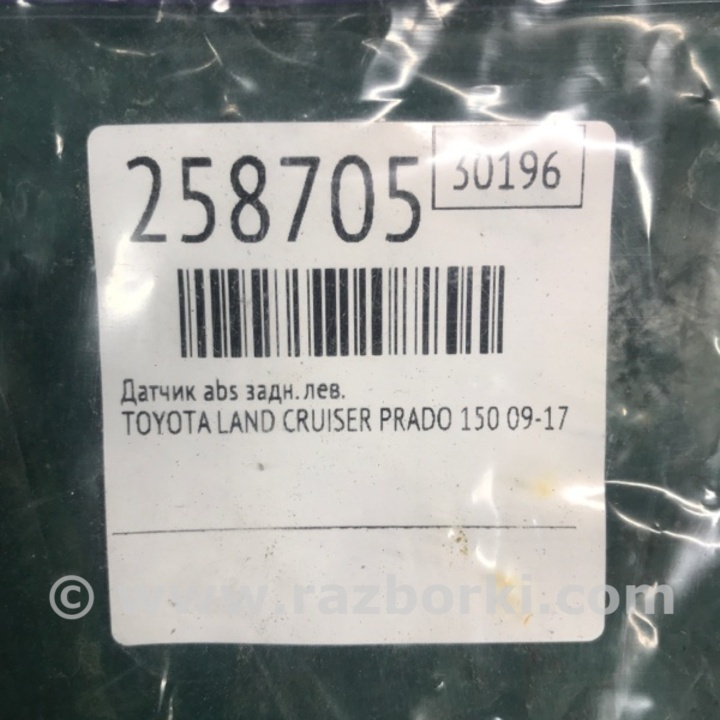 258705
30196
Датчик abs задн. лев.
TOYOTA LAND CRUISER PRADO 150 09-17
© www.razborki.com